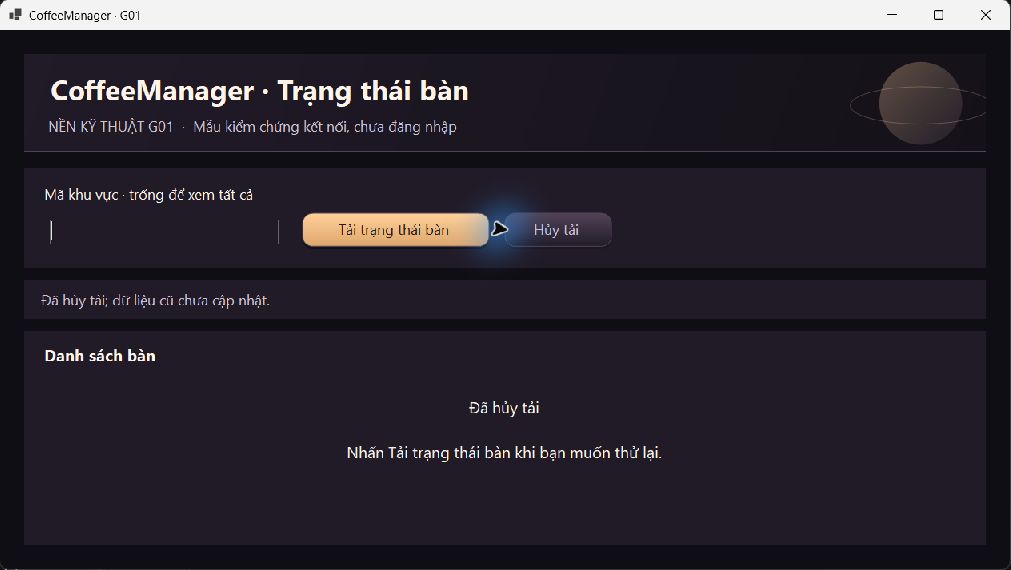 CoffeeManager · G01
CoffeeManager · Trạng thái bàn
NỀN KỸ THUẬT G01 · Mẫu kiểm chứng kết nối, chưa đăng nhập
Mã khu vực · trống để xem tất cả
Tải trạng thái bàn
Hủy tải
Đã hủy tải; dữ liệu cũ chưa cập nhật.
Danh sách bàn
Đã hủy tải
Nhấn Tải trạng thái bàn khi bạn muốn thử lại.